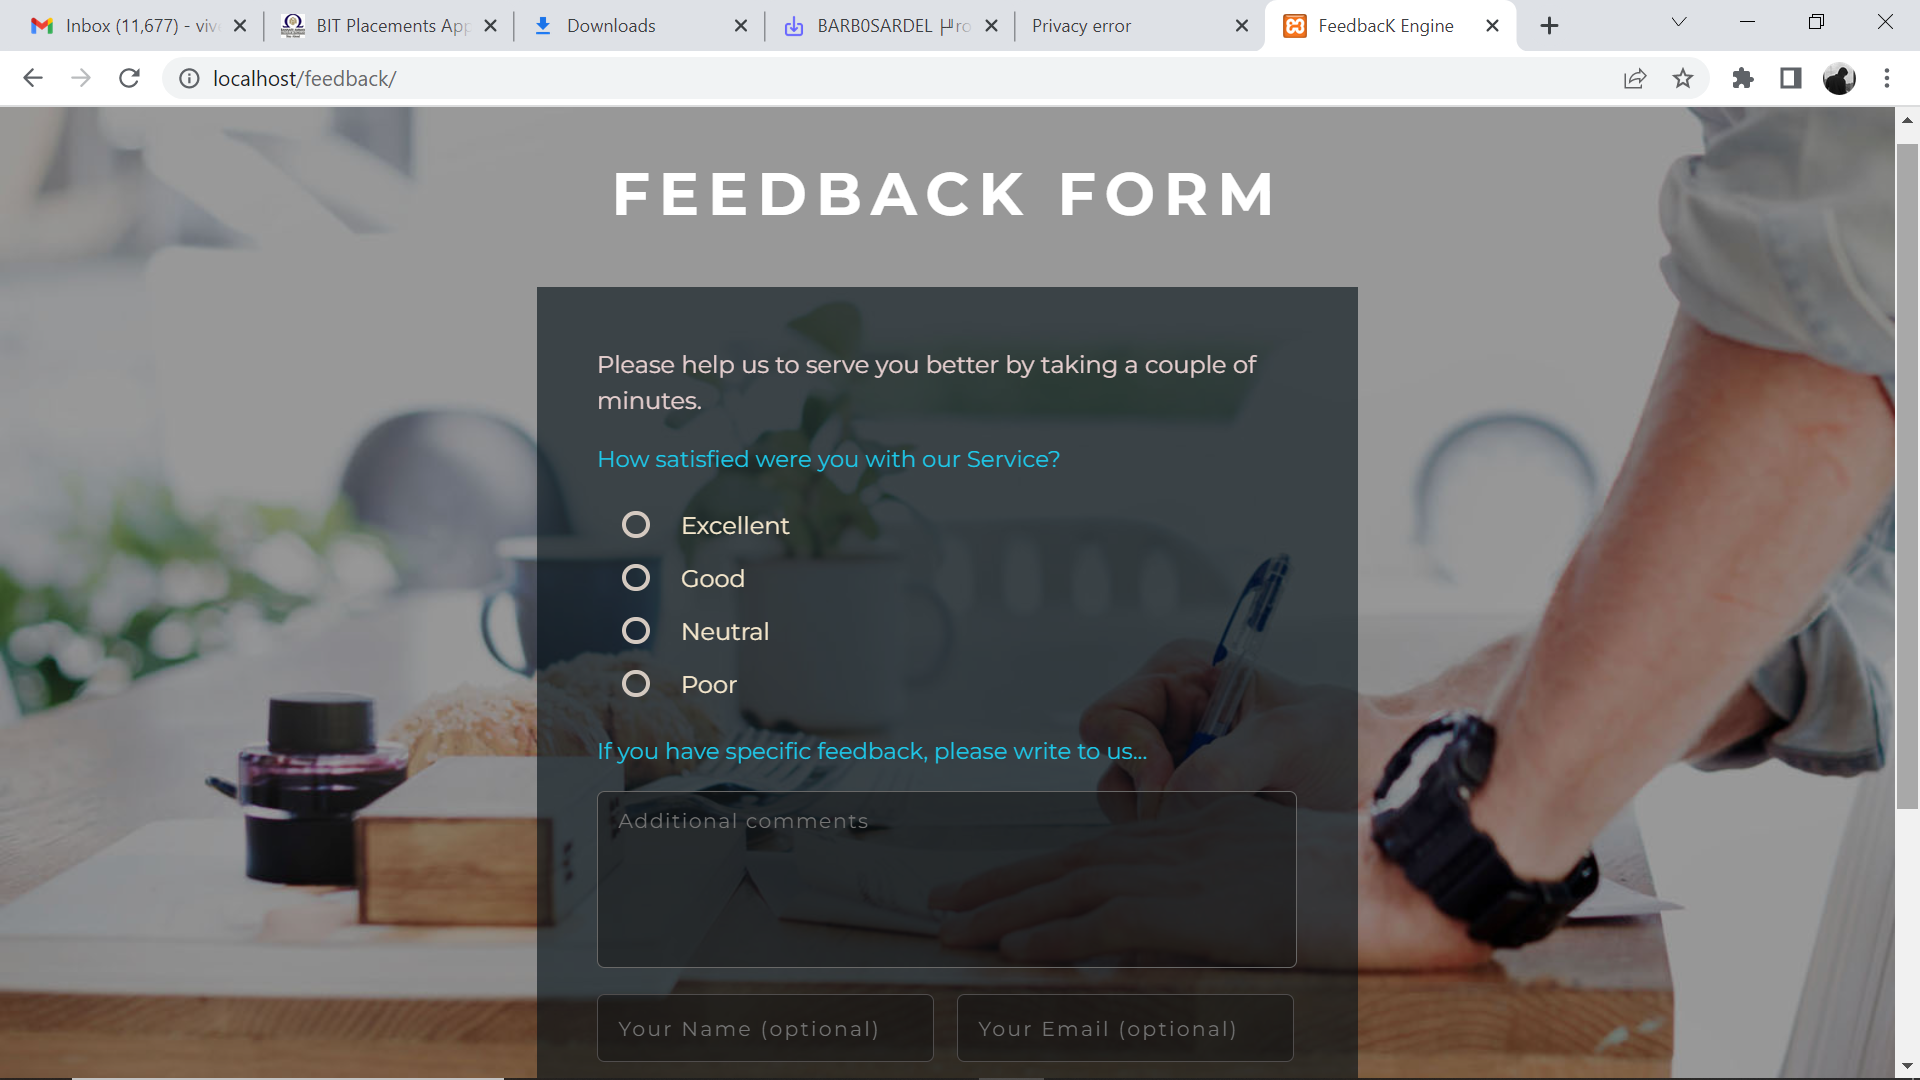 Inbox (11,677) - viv
BIT Placements App
Downloads
BARB0SARDEL
Privacy error
FeedbacK Engine
localhost/feedback/
FEEDBACK FORM
Please help us to serve you better by taking a couple of
minutes.
How satisfied were you with our Service?
Excellent
Good
Neutral
Poor
If you have specific feedback, please write to us...
Additional comments
Your Name (optional)
Your Email (optional)